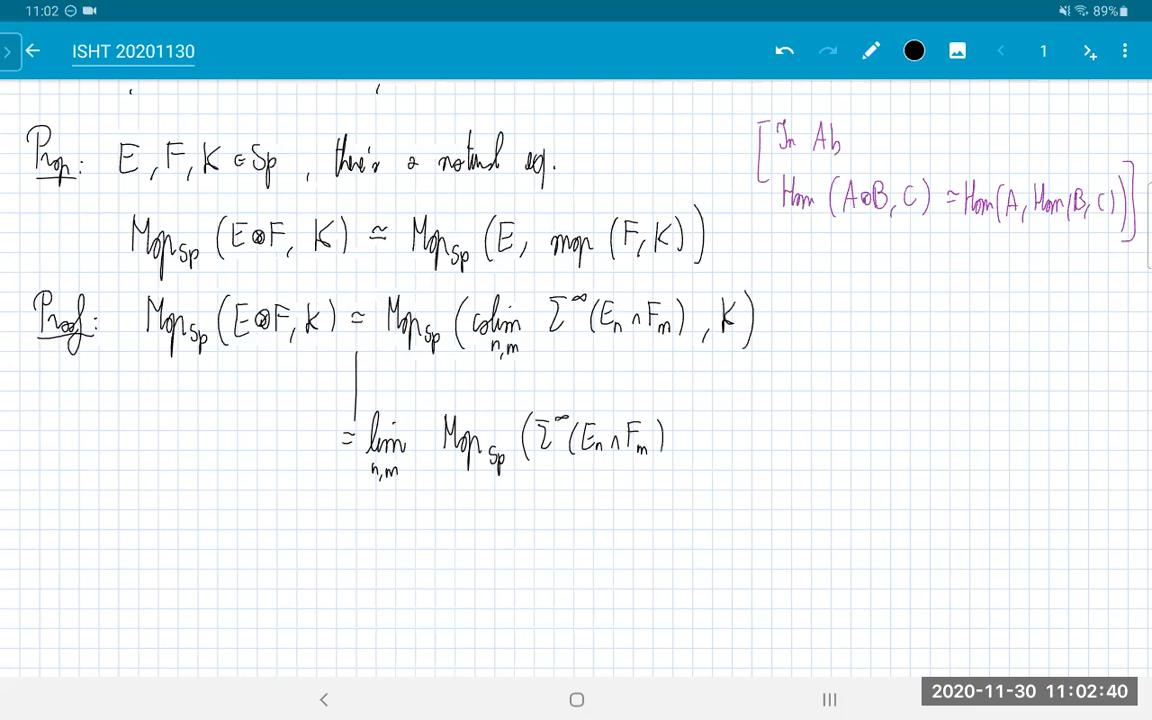 11:02 89%
ISHT 20201130 1
Prop: E, F, K ∈ Sp, there's a natural eq.
[In Ab
Hom (A⊗B, C) ≃ Hom(A, Hom(B, C))]
Map_Sp (E⊗F, K) ≃ Map_Sp (E, map (F, K))
Proof: Map_Sp (E⊗F, K) ≃ Map_Sp (colim_{n,m} Σ^∞ (E_n ∧ F_m), K)
≃ lim_{n,m} Map_Sp (Σ^∞ (E_n ∧ F_m)
2020-11-30 11:02:40